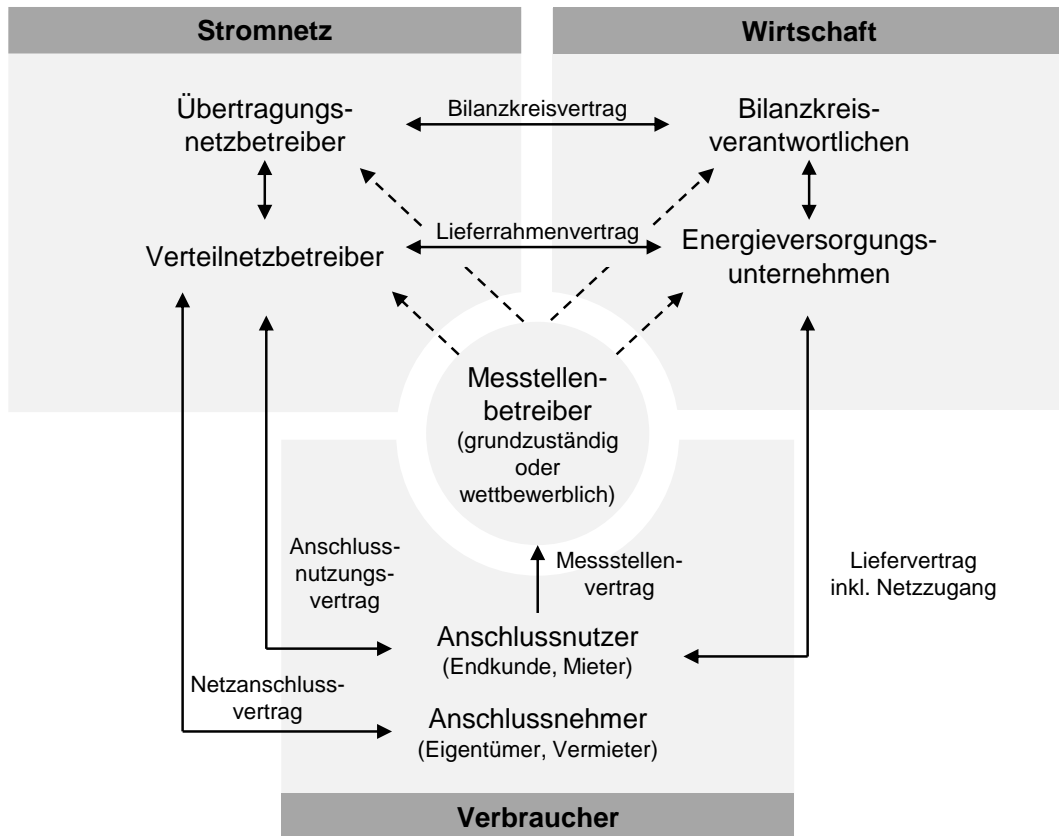 Stromnetz
Wirtschaft
Übertragungs-
netzbetreiber
Bilanzkreisvertrag
Bilanzkreis-
verantwortlichen
Verteilnetzbetreiber
Lieferrahmenvertrag
Energieversorgungs-
unternehmen
Messtellen-
betreiber
(grundzuständig
oder
wettbewerblich)
Anschluss-
nutzungs-
vertrag
Messstellen-
vertrag
Liefervertrag
inkl. Netzzugang
Anschlussnutzer
(Endkunde, Mieter)
Netzanschluss-
vertrag
Anschlussnehmer
(Eigentümer, Vermieter)
Verbraucher